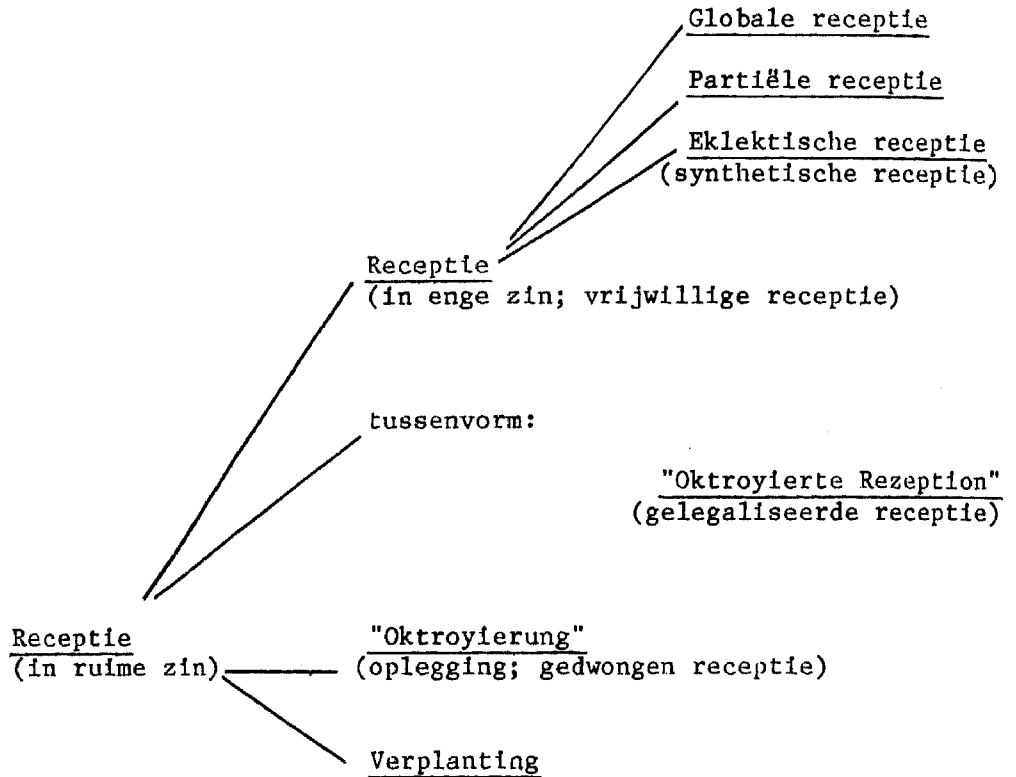 Globale receptie
Partiële receptie
Eklektische receptie
(synthetische receptie)
Receptie
(in enge zin; vrijwillige receptie)
tussenvorm:
"Oktroyierte Rezeption"
(gelegaliseerde receptie)
Receptie
(in ruime zin)
"Oktroyierung"
(oplegging; gedwongen receptie)
Verplanting